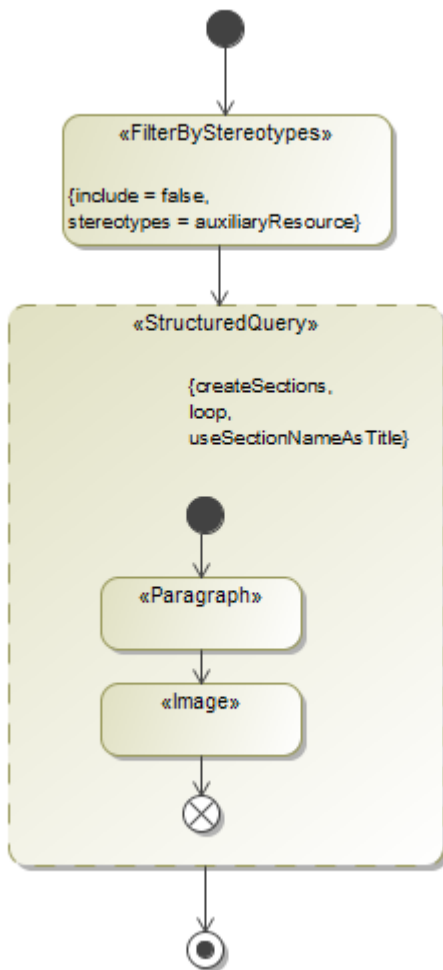 «FilterByStereotypes»
{include = false,
stereotypes = auxiliaryResource}
«StructuredQuery»
{createSections,
loop,
useSectionNameAsTitle}
«Paragraph»
«Image»